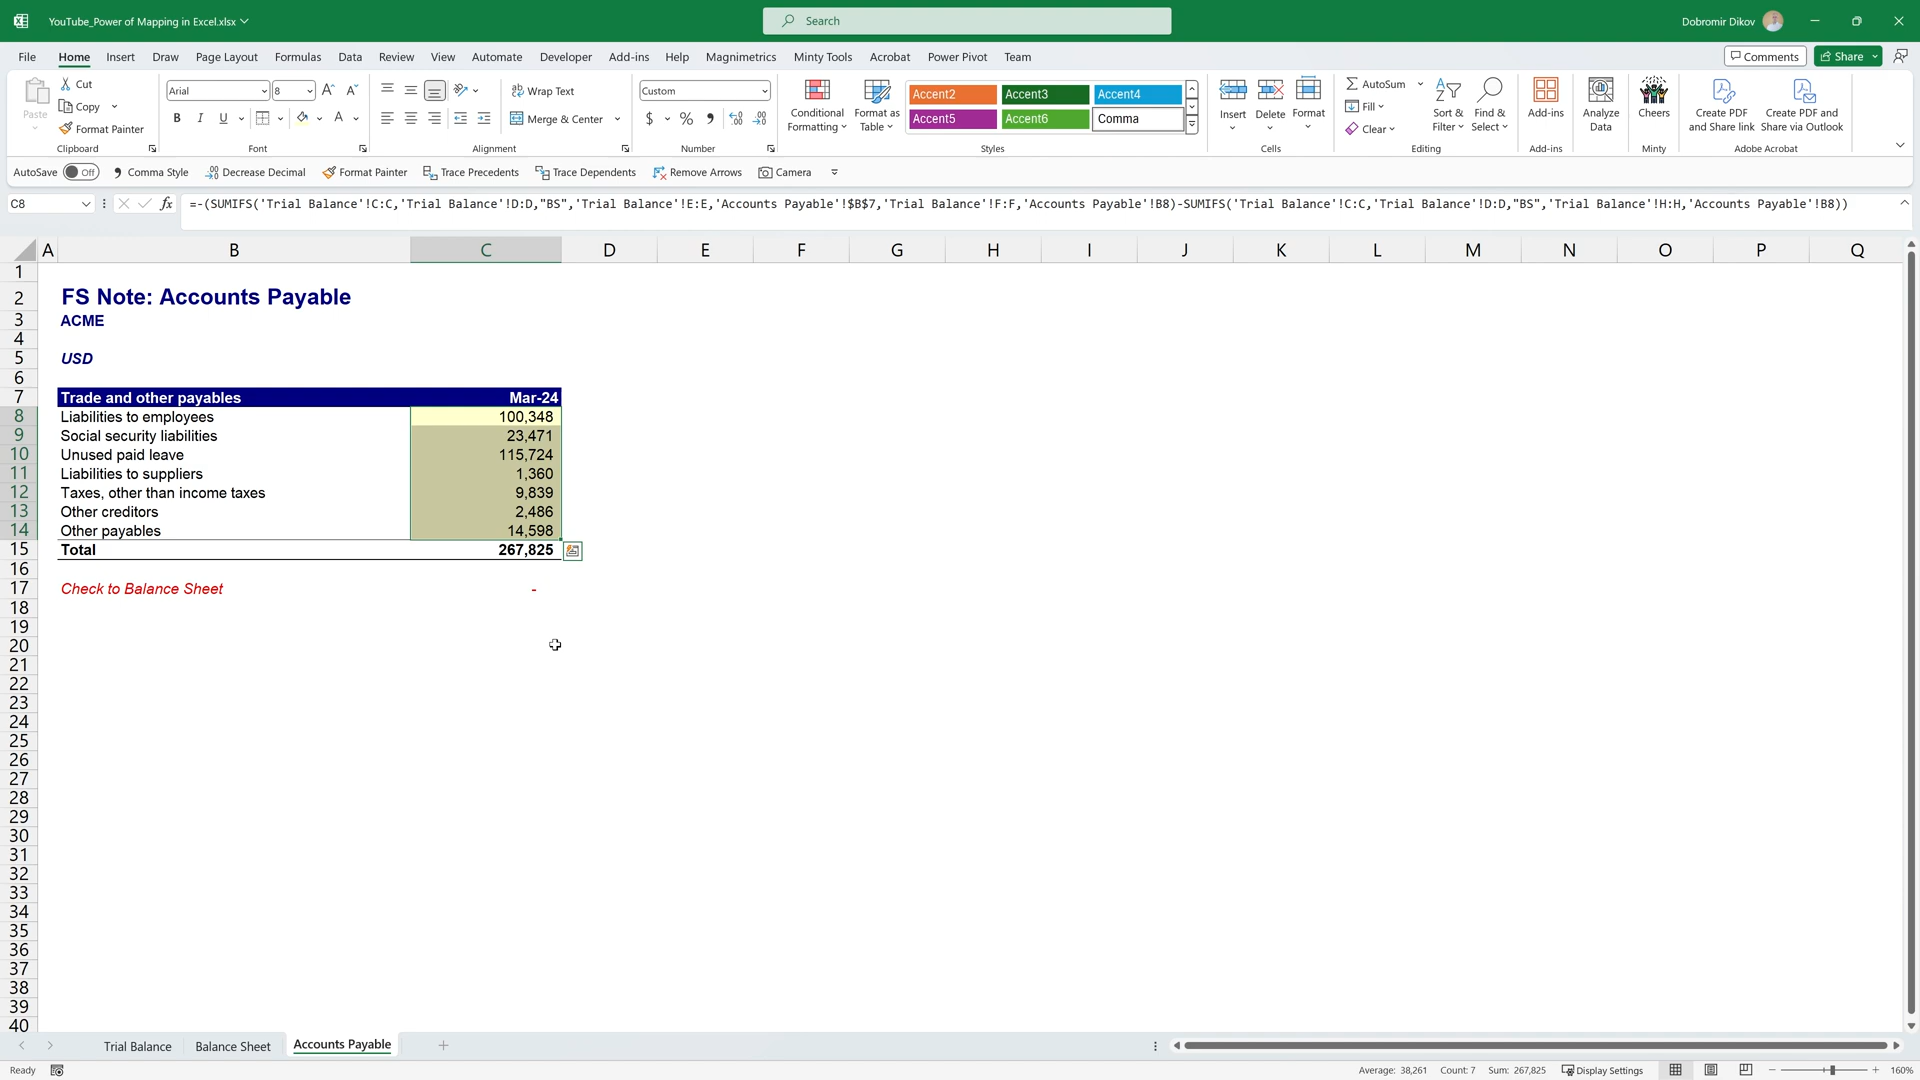 YouTube_Power of Mapping in Excel.xlsx
Search
Dobromir Dikov
File Home Insert Draw Page Layout Formulas Data Review View Automate Developer Add-ins Help Magnimetrics Minty Tools Acrobat Power Pivot Team
Comments Share
Paste
Cut
Copy
Format Painter
Clipboard
Arial 8
B I U
Font
Wrap Text
Merge & Center
Alignment
Custom
$ %
Number
Conditional Formatting
Format as Table
Accent2 Accent3 Accent4
Accent5 Accent6 Comma
Styles
Insert Delete Format
Cells
AutoSum
Fill
Clear
Sort & Filter
Find & Select
Editing
Add-ins
Add-ins
Analyze Data
Cheers
Minty
Create PDF and Share link
Create PDF and Share via Outlook
Adobe Acrobat
AutoSave Off Comma Style Decrease Decimal Format Painter Trace Precedents Trace Dependents Remove Arrows Camera
C8 fx =-(SUMIFS('Trial Balance'!C:C,'Trial Balance'!D:D,"BS",'Trial Balance'!E:E,'Accounts Payable'!$B$7,'Trial Balance'!F:F,'Accounts Payable'!B8)-SUMIFS('Trial Balance'!C:C,'Trial Balance'!D:D,"BS",'Trial Balance'!H:H,'Accounts Payable'!B8))
A B C D E F G H I J K L M N O P Q
1
2 FS Note: Accounts Payable
3 ACME
4
5 USD
6
7 Trade and other payables Mar-24
8 Liabilities to employees 100,348
9 Social security liabilities 23,471
10 Unused paid leave 115,724
11 Liabilities to suppliers 1,360
12 Taxes, other than income taxes 9,839
13 Other creditors 2,486
14 Other payables 14,598
15 Total 267,825
16
17 Check to Balance Sheet -
18
19
20
21
22
23
24
25
26
27
28
29
30
31
32
33
34
35
36
37
38
39
40
Trial Balance Balance Sheet Accounts Payable
Ready Average: 38,261 Count: 7 Sum: 267,825 Display Settings 160%